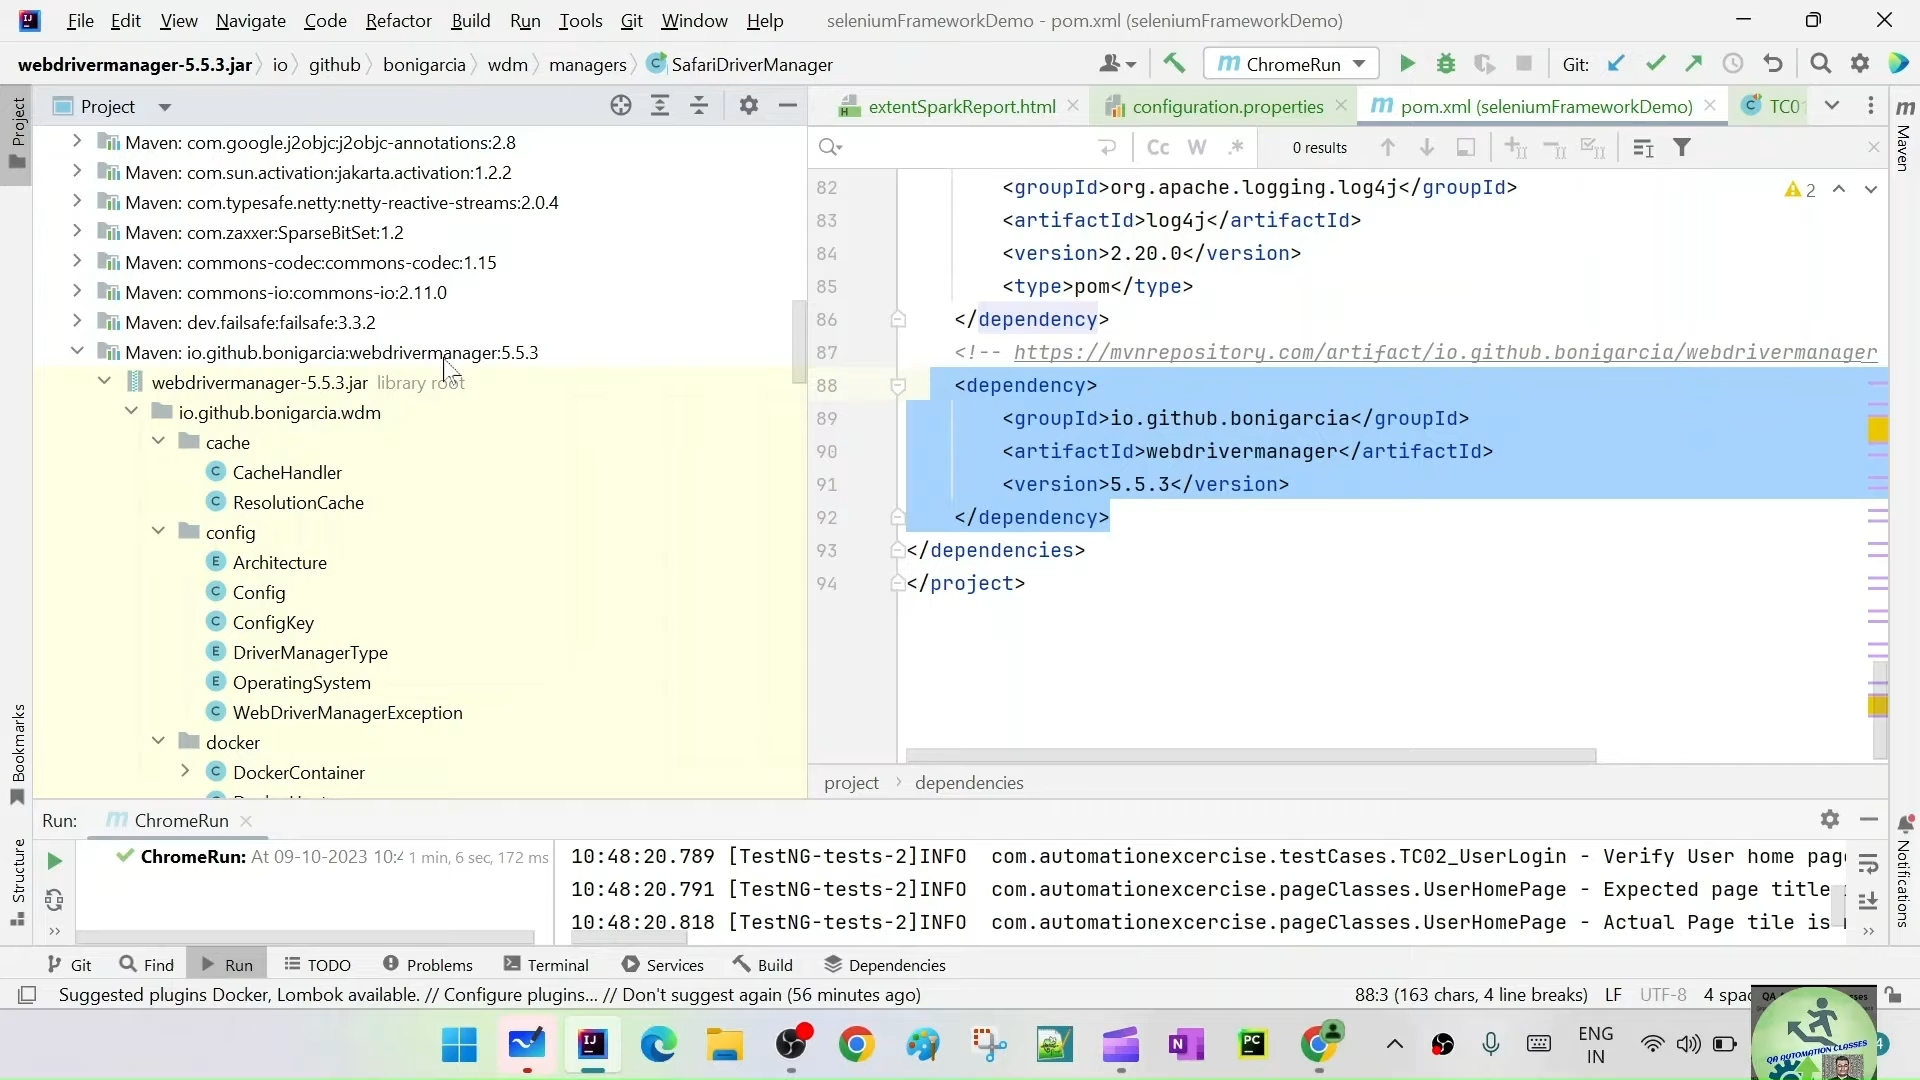 File Edit View Navigate Code Refactor Build Run Tools Git Window Help seleniumFrameworkDemo - pom.xml (seleniumFrameworkDemo)
webdrivermanager-5.5.3.jar io github bonigarcia wdm managers SafariDriverManager ChromeRun Git:
Project
extentSparkReport.html configuration.properties pom.xml (seleniumFrameworkDemo) TC0
Cc W .* 0 results
Project
Bookmarks
Structure
Maven
Notifications
Maven: com.google.j2objc:j2objc-annotations:2.8
Maven: com.sun.activation:jakarta.activation:1.2.2
Maven: com.typesafe.netty:netty-reactive-streams:2.0.4
Maven: com.zaxxer:SparseBitSet:1.2
Maven: commons-codec:commons-codec:1.15
Maven: commons-io:commons-io:2.11.0
Maven: dev.failsafe:failsafe:3.3.2
Maven: io.github.bonigarcia:webdrivermanager:5.5.3
webdrivermanager-5.5.3.jar library root
io.github.bonigarcia.wdm
cache
CacheHandler
ResolutionCache
config
Architecture
Config
ConfigKey
DriverManagerType
OperatingSystem
WebDriverManagerException
docker
DockerContainer
82 <groupId>org.apache.logging.log4j</groupId>
83 <artifactId>log4j</artifactId>
84 <version>2.20.0</version>
85 <type>pom</type>
86 </dependency>
87 <!-- https://mvnrepository.com/artifact/io.github.bonigarcia/webdrivermanager
88 <dependency>
89 <groupId>io.github.bonigarcia</groupId>
90 <artifactId>webdrivermanager</artifactId>
91 <version>5.5.3</version>
92 </dependency>
93 </dependencies>
94 </project>
2
project dependencies
Run: ChromeRun
ChromeRun: At 09-10-2023 10:4 1 min, 6 sec, 172 ms
10:48:20.789 [TestNG-tests-2]INFO com.automationexcercise.testCases.TC02_UserLogin - Verify User home pag
10:48:20.791 [TestNG-tests-2]INFO com.automationexcercise.pageClasses.UserHomePage - Expected page title
10:48:20.818 [TestNG-tests-2]INFO com.automationexcercise.pageClasses.UserHomePage - Actual Page tile is
Git Find Run TODO Problems Terminal Services Build Dependencies
Suggested plugins Docker, Lombok available. // Configure plugins... // Don't suggest again (56 minutes ago) 88:3 (163 chars, 4 line breaks) LF UTF-8 4 spac
ENG
IN
QA AUTOMATION CLASSES